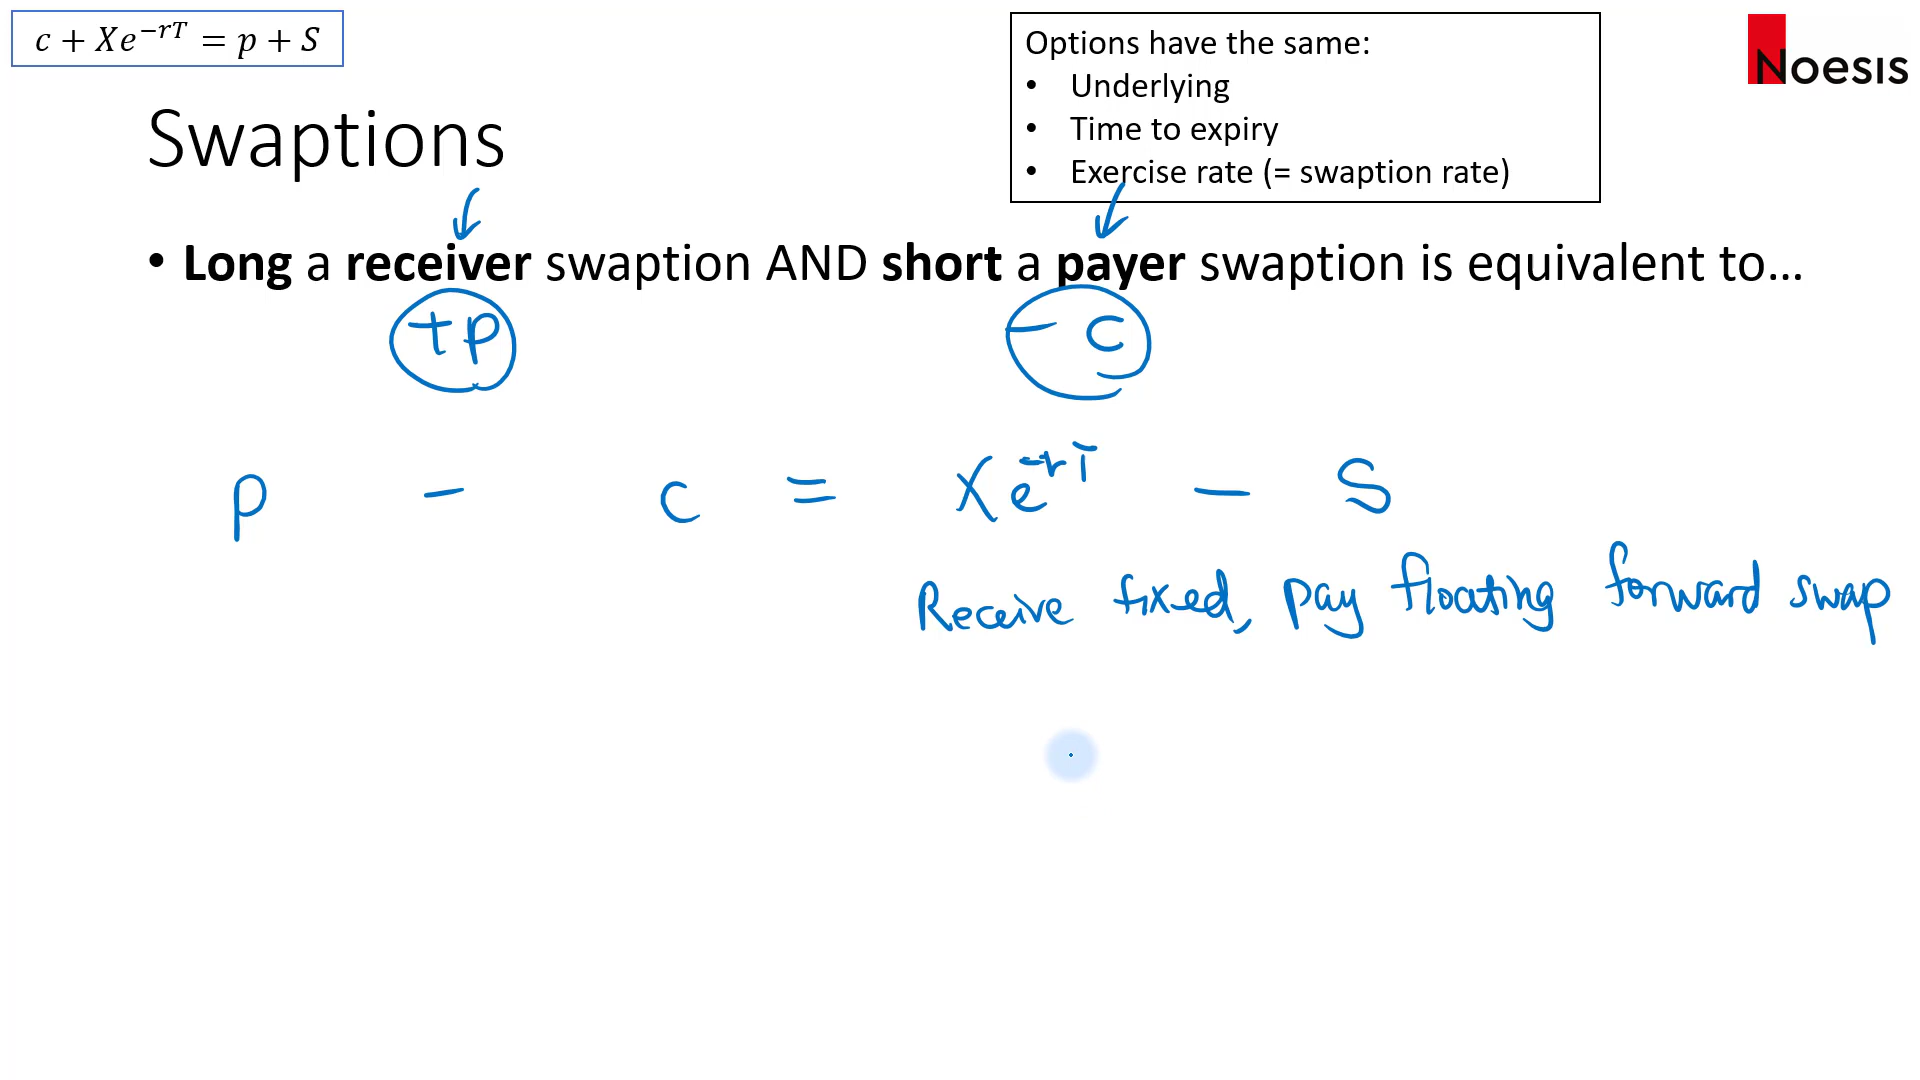 c + Xe^{-rT} = p + S
Options have the same:
• Underlying
• Time to expiry
• Exercise rate (= swaption rate)
Noesis
Swaptions
• Long a receiver swaption AND short a payer swaption is equivalent to...
+p
- c
p - c = Xe^{-rT} - S
Receive fixed, pay floating forward swap